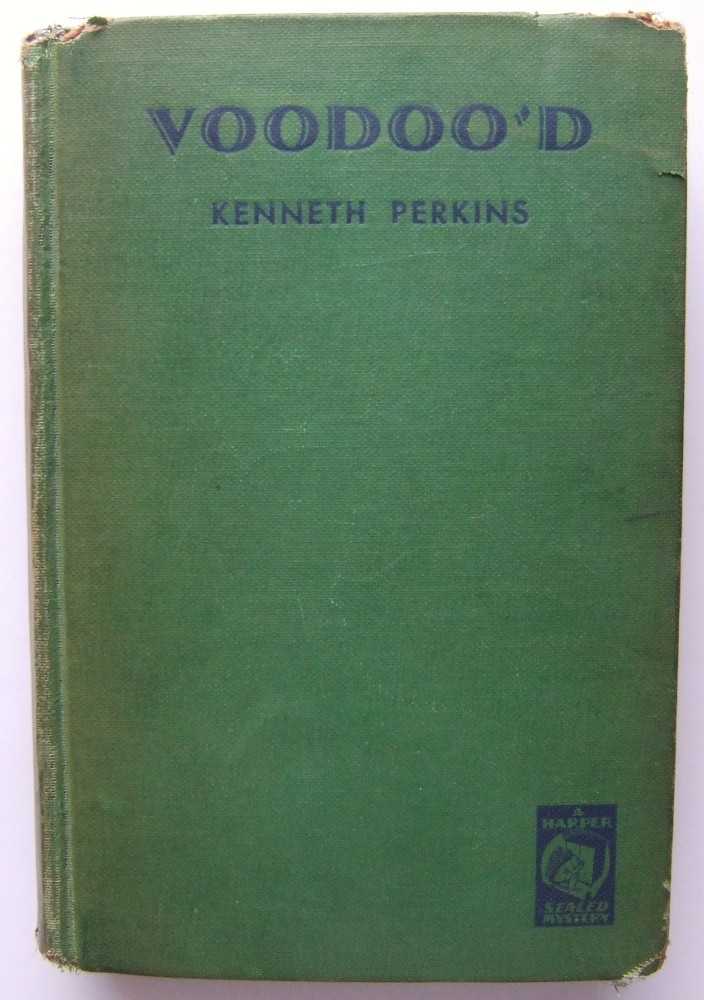 VOODOO'D
KENNETH PERKINS
A
HARPER
SEALED
MYSTERY